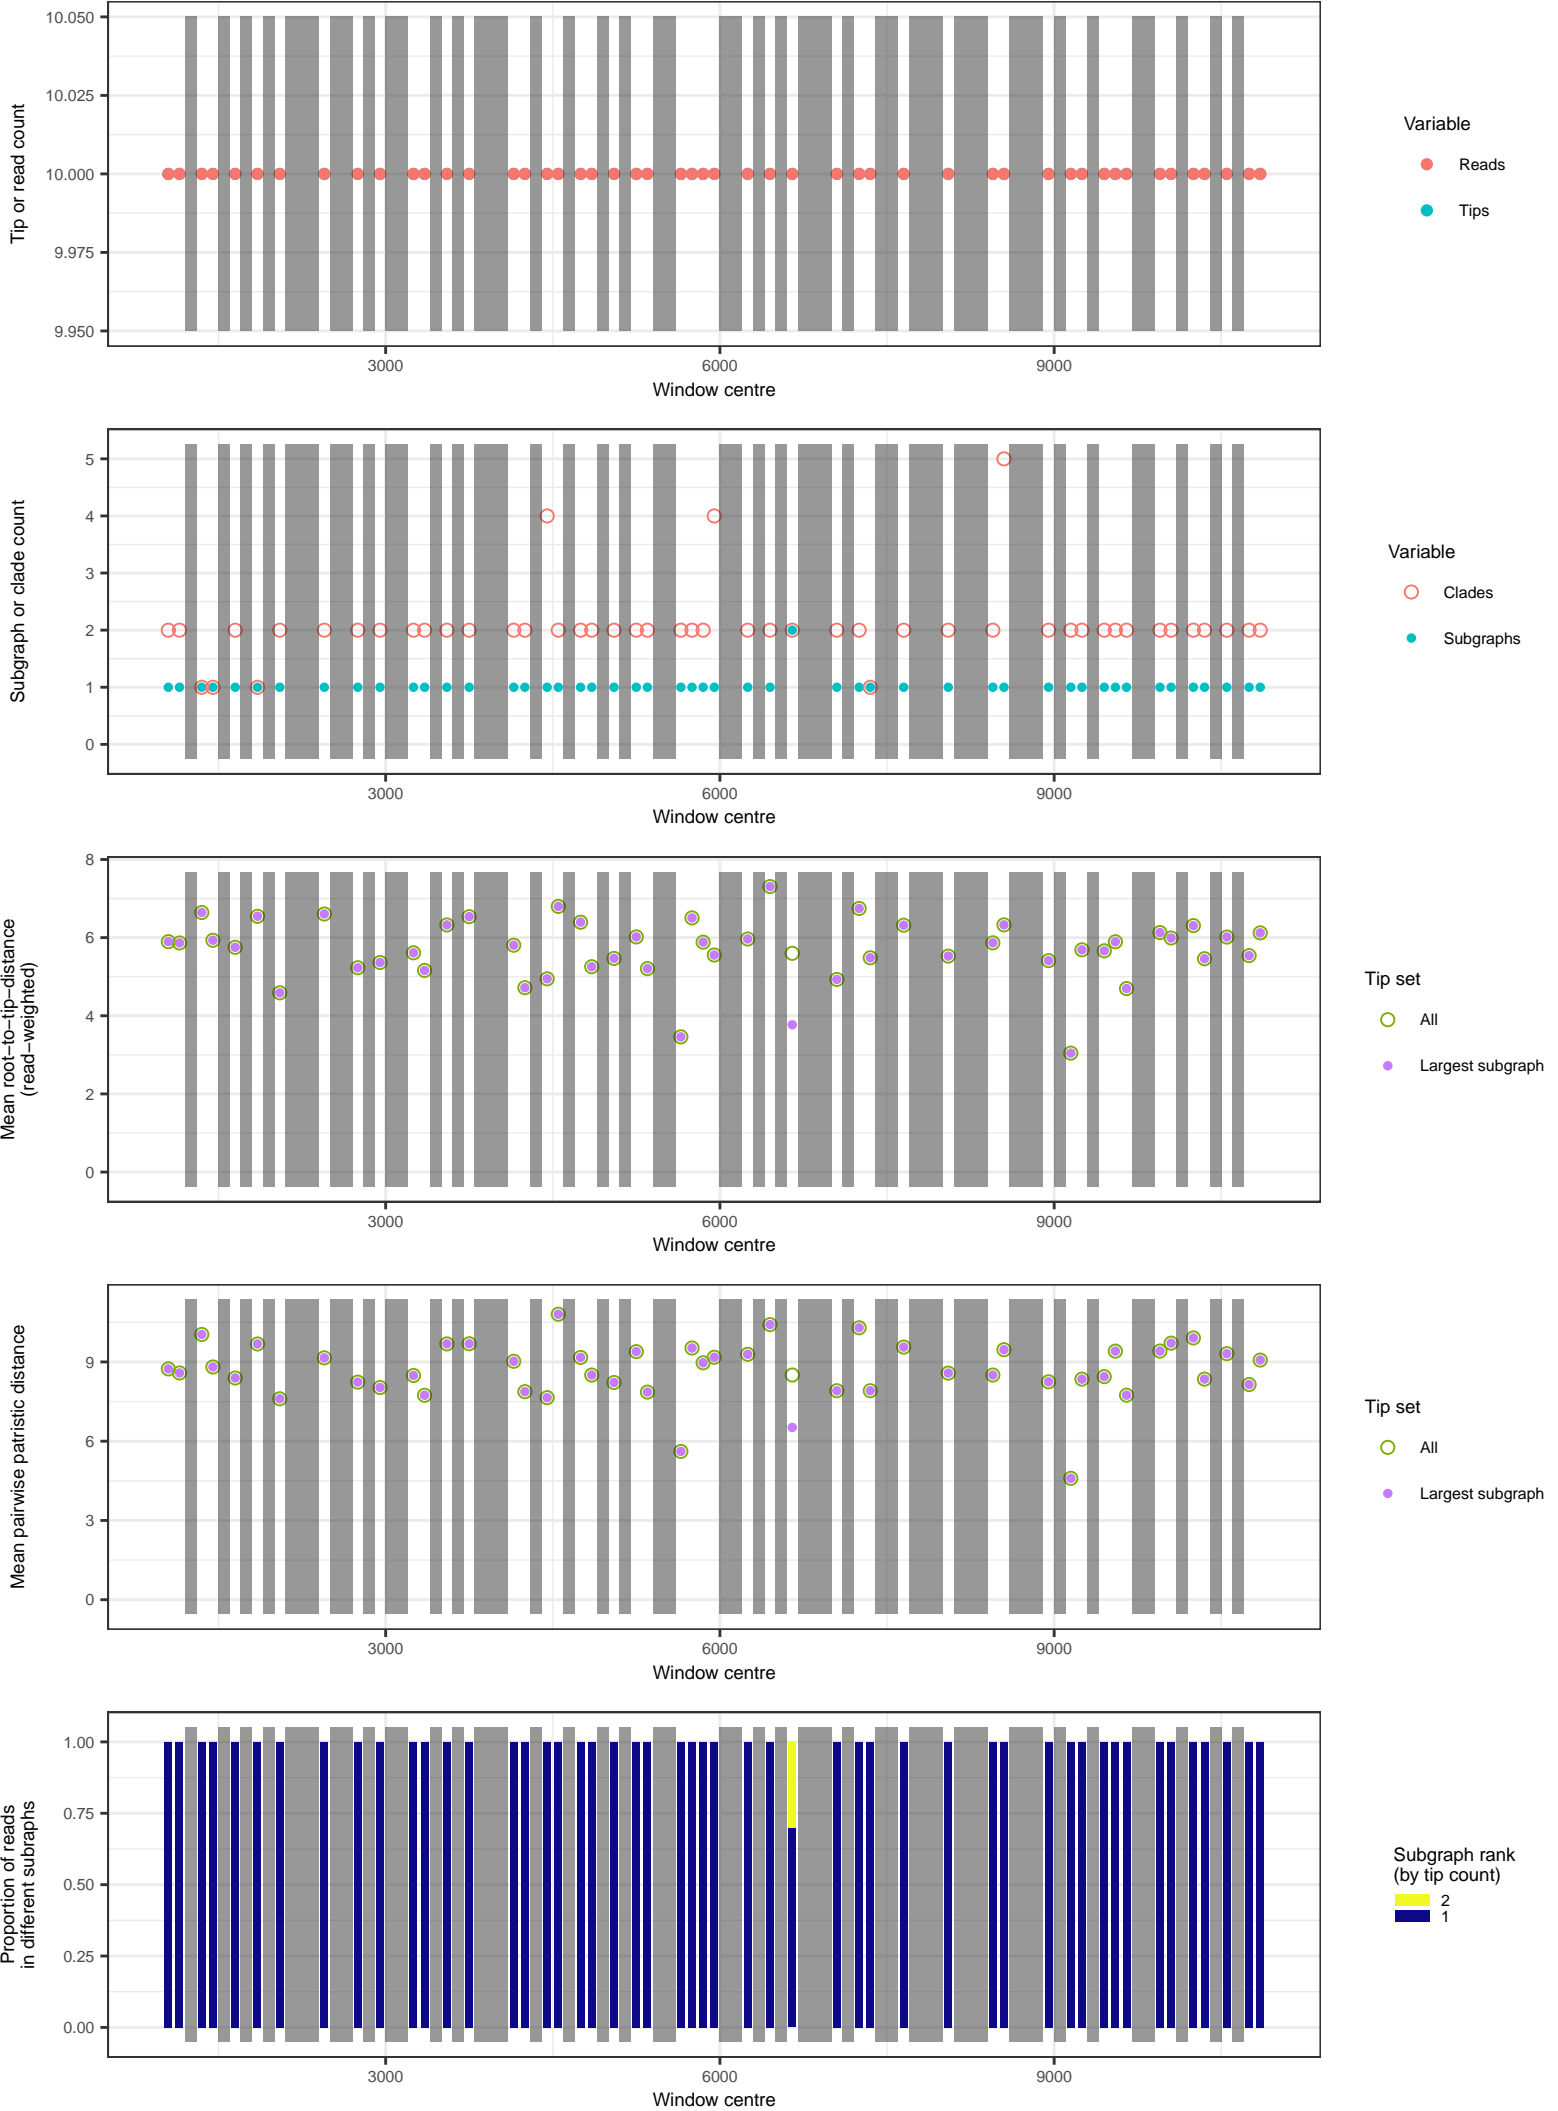 10.050
10.025
10.000
9.975
9.950
Tip or read count
3000
6000
9000
Window centre
Variable
Reads
Tips
5
4
3
2
1
0
Subgraph or clade count
3000
6000
9000
Window centre
Variable
Clades
Subgraphs
8
6
4
2
0
Mean root−to−tip−distance
(read−weighted)
3000
6000
9000
Window centre
Tip set
All
Largest subgraph
9
6
3
0
Mean pairwise patristic distance
3000
6000
9000
Window centre
Tip set
All
Largest subgraph
1.00
0.75
0.50
0.25
0.00
Proportion of reads
in different subraphs
3000
6000
9000
Window centre
Subgraph rank
(by tip count)
2
1